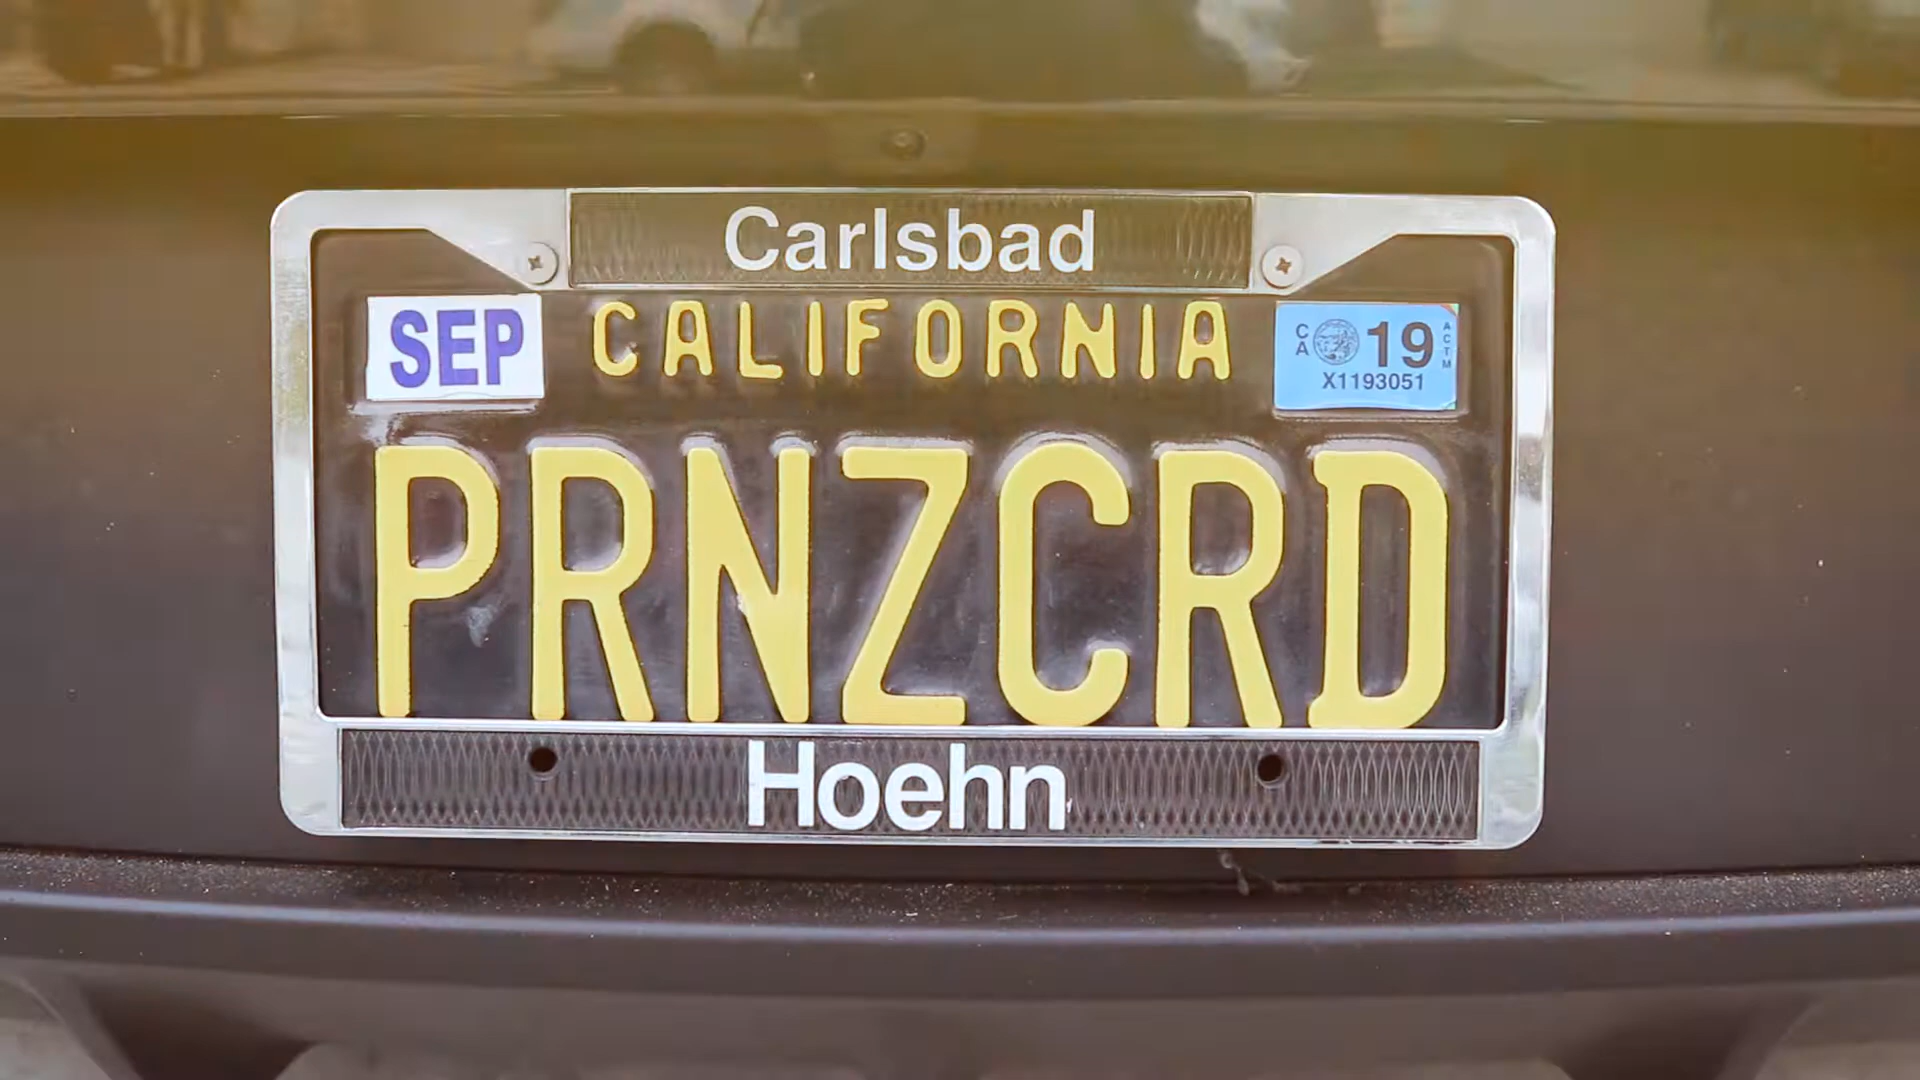 Carlsbad
SEP
CALIFORNIA
CA 19 ACTM
X1193051
PRNZCRD
Hoehn